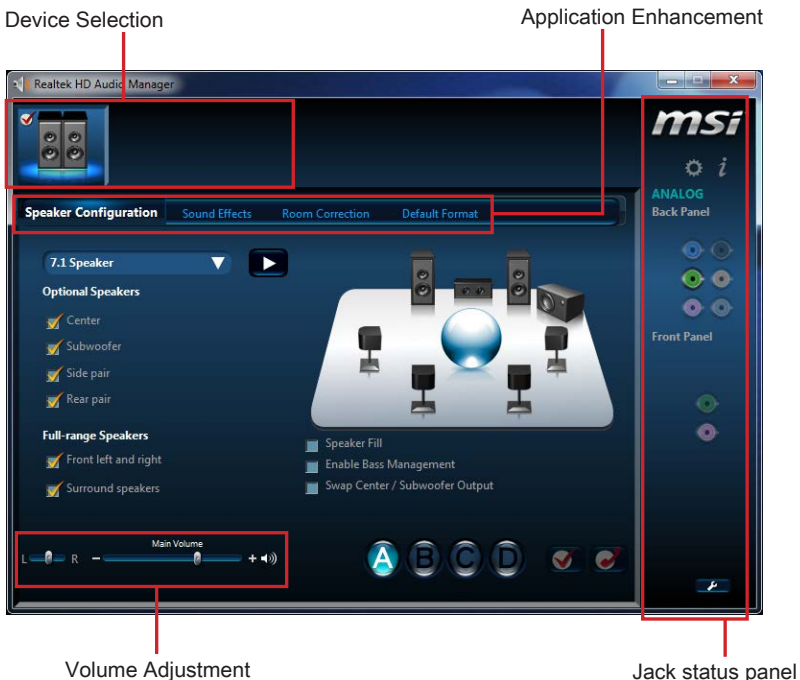 Device Selection
Application Enhancement
Realtek HD Audio Manager
msi
i
ANALOG
Back Panel
Speaker Configuration
Sound Effects
Room Correction
Default Format
7.1 Speaker
Optional Speakers
Center
Subwoofer
Side pair
Rear pair
Front Panel
Full-range Speakers
Front left and right
Surround speakers
Speaker Fill
Enable Bass Management
Swap Center / Subwoofer Output
Main Volume
L R − +
A B C D
Volume Adjustment
Jack status panel